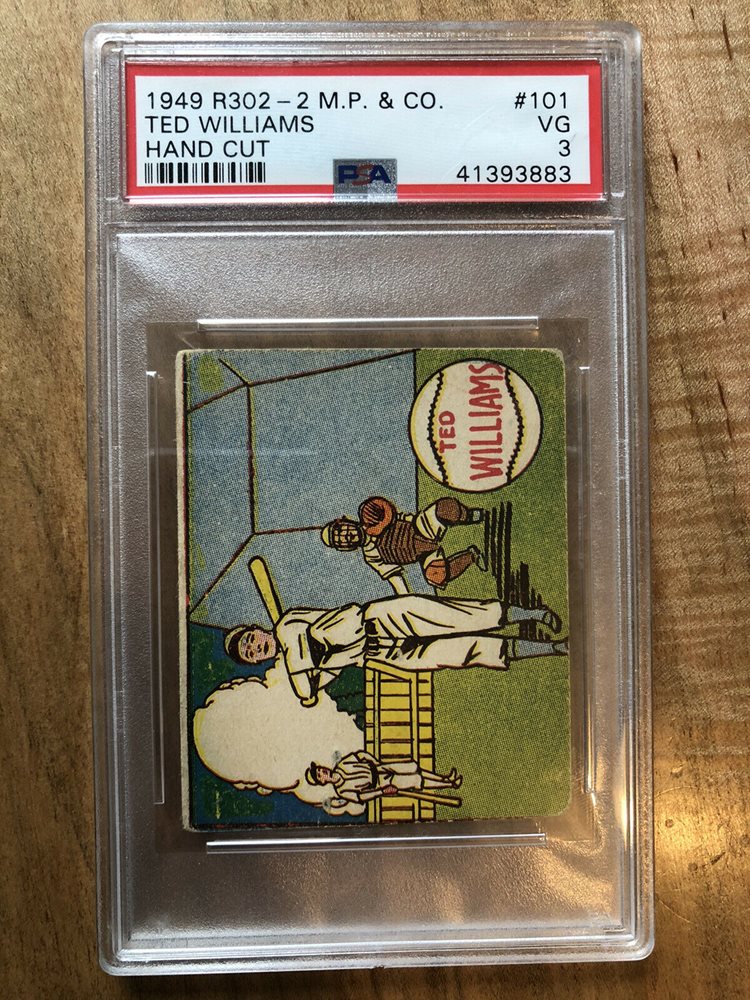 1949 R302 – 2 M.P. & CO. #101
TED WILLIAMS VG
HAND CUT 3
PSA 41393883
TED
WILLIAMS